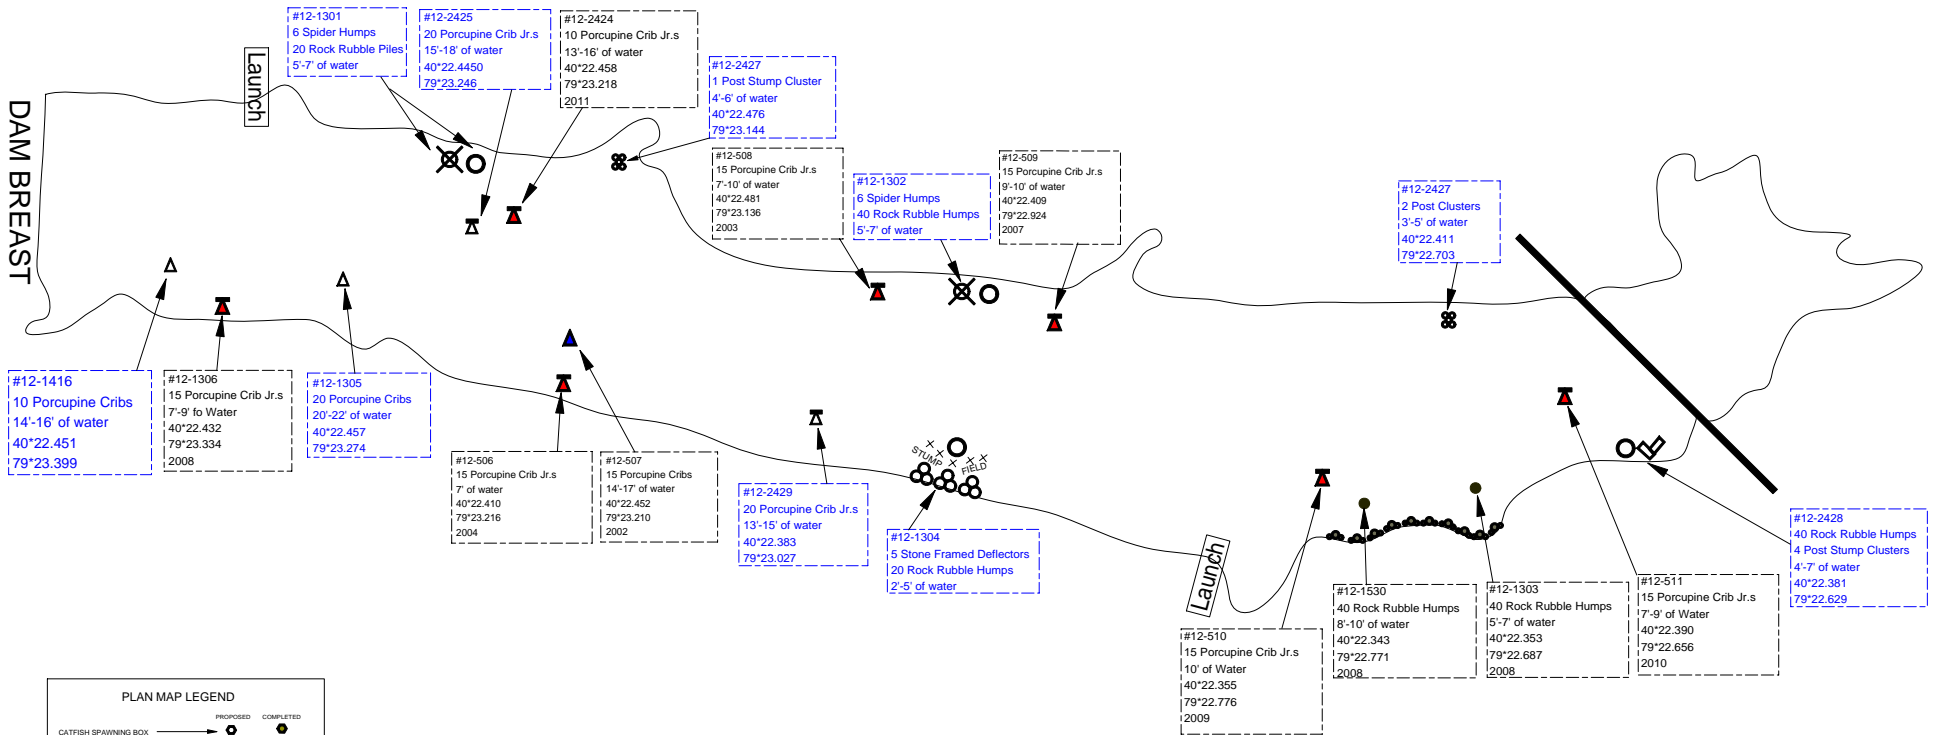 DAM BREAST
Launch
#12-1301
6 Spider Humps
20 Rock Rubble Piles
5'-7' of water
#12-2425
20 Porcupine Crib Jr.s
15'-18' of water
40*22.4450
79*23.246
#12-2424
10 Porcupine Crib Jr.s
13'-16' of water
40*22.458
79*23.218
2011
#12-2427
1 Post Stump Cluster
4'-6' of water
40*22.476
79*23.144
#12-508
15 Porcupine Crib Jr.s
7'-10' of water
40*22.481
79*23.136
2003
#12-1302
6 Spider Humps
40 Rock Rubble Humps
5'-7' of water
#12-509
15 Porcupine Crib Jr.s
9'-10' of water
40*22.409
79*22.924
2007
#12-2427
2 Post Clusters
3'-5' of water
40*22.411
79*22.703
#12-1416
10 Porcupine Cribs
14'-16' of water
40*22.451
79*23.399
#12-1306
15 Porcupine Crib Jr.s
7'-9' fo Water
40*22.432
79*23.334
2008
#12-1305
20 Porcupine Cribs
20'-22' of water
40*22.457
79*23.274
#12-506
15 Porcupine Crib Jr.s
7' of water
40*22.410
79*23.216
2004
#12-507
15 Porcupine Cribs
14'-17' of water
40*22.452
79*23.210
2002
#12-2429
20 Porcupine Crib Jr.s
13'-15' of water
40*22.383
79*23.027
STUMP FIELD
#12-1304
5 Stone Framed Deflectors
20 Rock Rubble Humps
2'-5' of water
Launch
#12-510
15 Porcupine Crib Jr.s
10' of Water
40*22.355
79*22.776
2009
#12-1530
40 Rock Rubble Humps
8'-10' of water
40*22.343
79*22.771
2008
#12-1303
40 Rock Rubble Humps
5'-7' of water
40*22.353
79*22.687
2008
#12-511
15 Porcupine Crib Jr.s
7'-9' of Water
40*22.390
79*22.656
2010
#12-2428
40 Rock Rubble Humps
4 Post Stump Clusters
4'-7' of water
40*22.381
79*22.629
PLAN MAP LEGEND
PROPOSED COMPLETED
CATFISH SPAWNING BOX